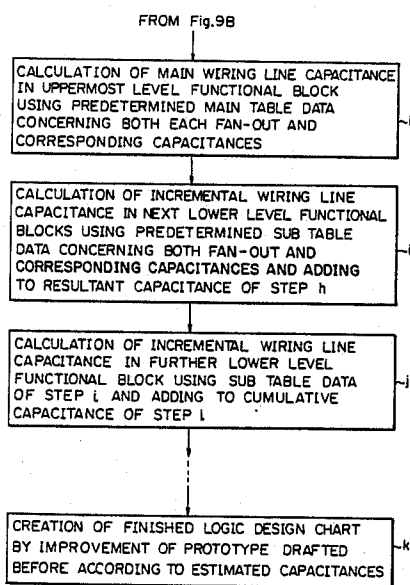 FROM Fig.9B
CALCULATION OF MAIN WIRING LINE CAPACITANCE
IN UPPERMOST LEVEL FUNCTIONAL BLOCK
USING PREDETERMINED MAIN TABLE DATA
CONCERNING BOTH EACH FAN-OUT AND
CORRESPONDING CAPACITANCES
CALCULATION OF INCREMENTAL WIRING LINE
CAPACITANCE IN NEXT LOWER LEVEL FUNCTIONAL
BLOCKS USING PREDETERMINED SUB TABLE
DATA CONCERNING BOTH FAN-OUT AND
CORRESPONDING CAPACITANCES AND ADDING
TO RESULTANT CAPACITANCE OF STEP h
CALCULATION OF INCREMENTAL WIRING LINE
CAPACITANCE IN FURTHER LOWER LEVEL
FUNCTIONAL BLOCK USING SUB TABLE DATA
OF STEP i AND ADDING TO CUMULATIVE
CAPACITANCE OF STEP i
j
CREATION OF FINISHED LOGIC DESIGN CHART
BY IMPROVEMENT OF PROTOTYPE DRAFTED
BEFORE ACCORDING TO ESTIMATED CAPACITANCES
k